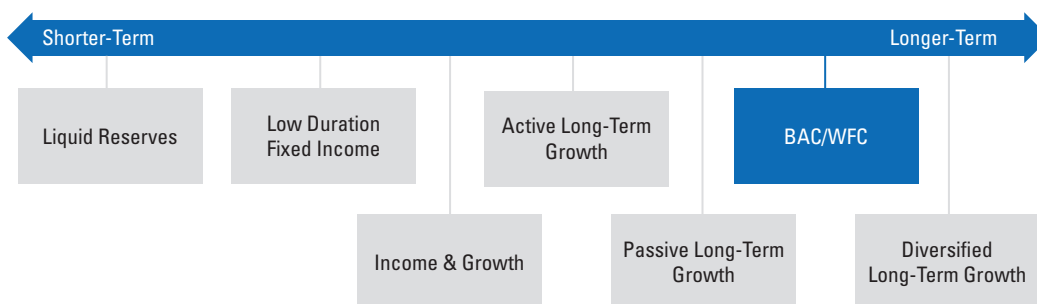 Shorter-Term
Longer-Term
Liquid Reserves
Low Duration
Fixed Income
Active Long-Term
Growth
BAC/WFC
Income & Growth
Passive Long-Term
Growth
Diversified
Long-Term Growth